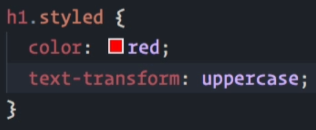 h1.styled {
color: red;
text-transform: uppercase;
}